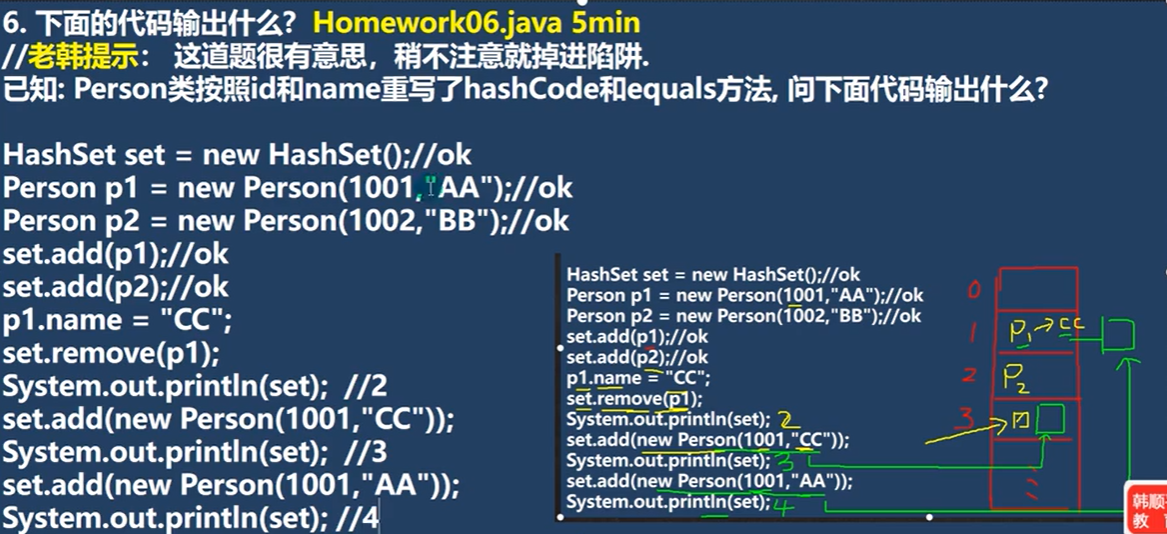 6. 下面的代码输出什么? Homework06.java 5min
//老韩提示： 这道题很有意思，稍不注意就掉进陷阱.
已知: Person类按照id和name重写了hashCode和equals方法, 问下面代码输出什么?
HashSet set = new HashSet();//ok
Person p1 = new Person(1001,"AA");//ok
Person p2 = new Person(1002,"BB");//ok
set.add(p1);//ok
set.add(p2);//ok
p1.name = "CC";
set.remove(p1);
System.out.println(set); //2
set.add(new Person(1001,"CC"));
System.out.println(set); //3
set.add(new Person(1001,"AA"));
System.out.println(set); //4
HashSet set = new HashSet();//ok
Person p1 = new Person(1001,"AA");//ok
Person p2 = new Person(1002,"BB");//ok
set.add(p1);//ok
set.add(p2);//ok
p1.name = "CC";
set.remove(p1);
System.out.println(set); 2
set.add(new Person(1001,"CC"));
System.out.println(set); 3
set.add(new Person(1001,"AA"));
System.out.println(set); 4
0
1 P1→CC
2 P2
3
韩顺
教育